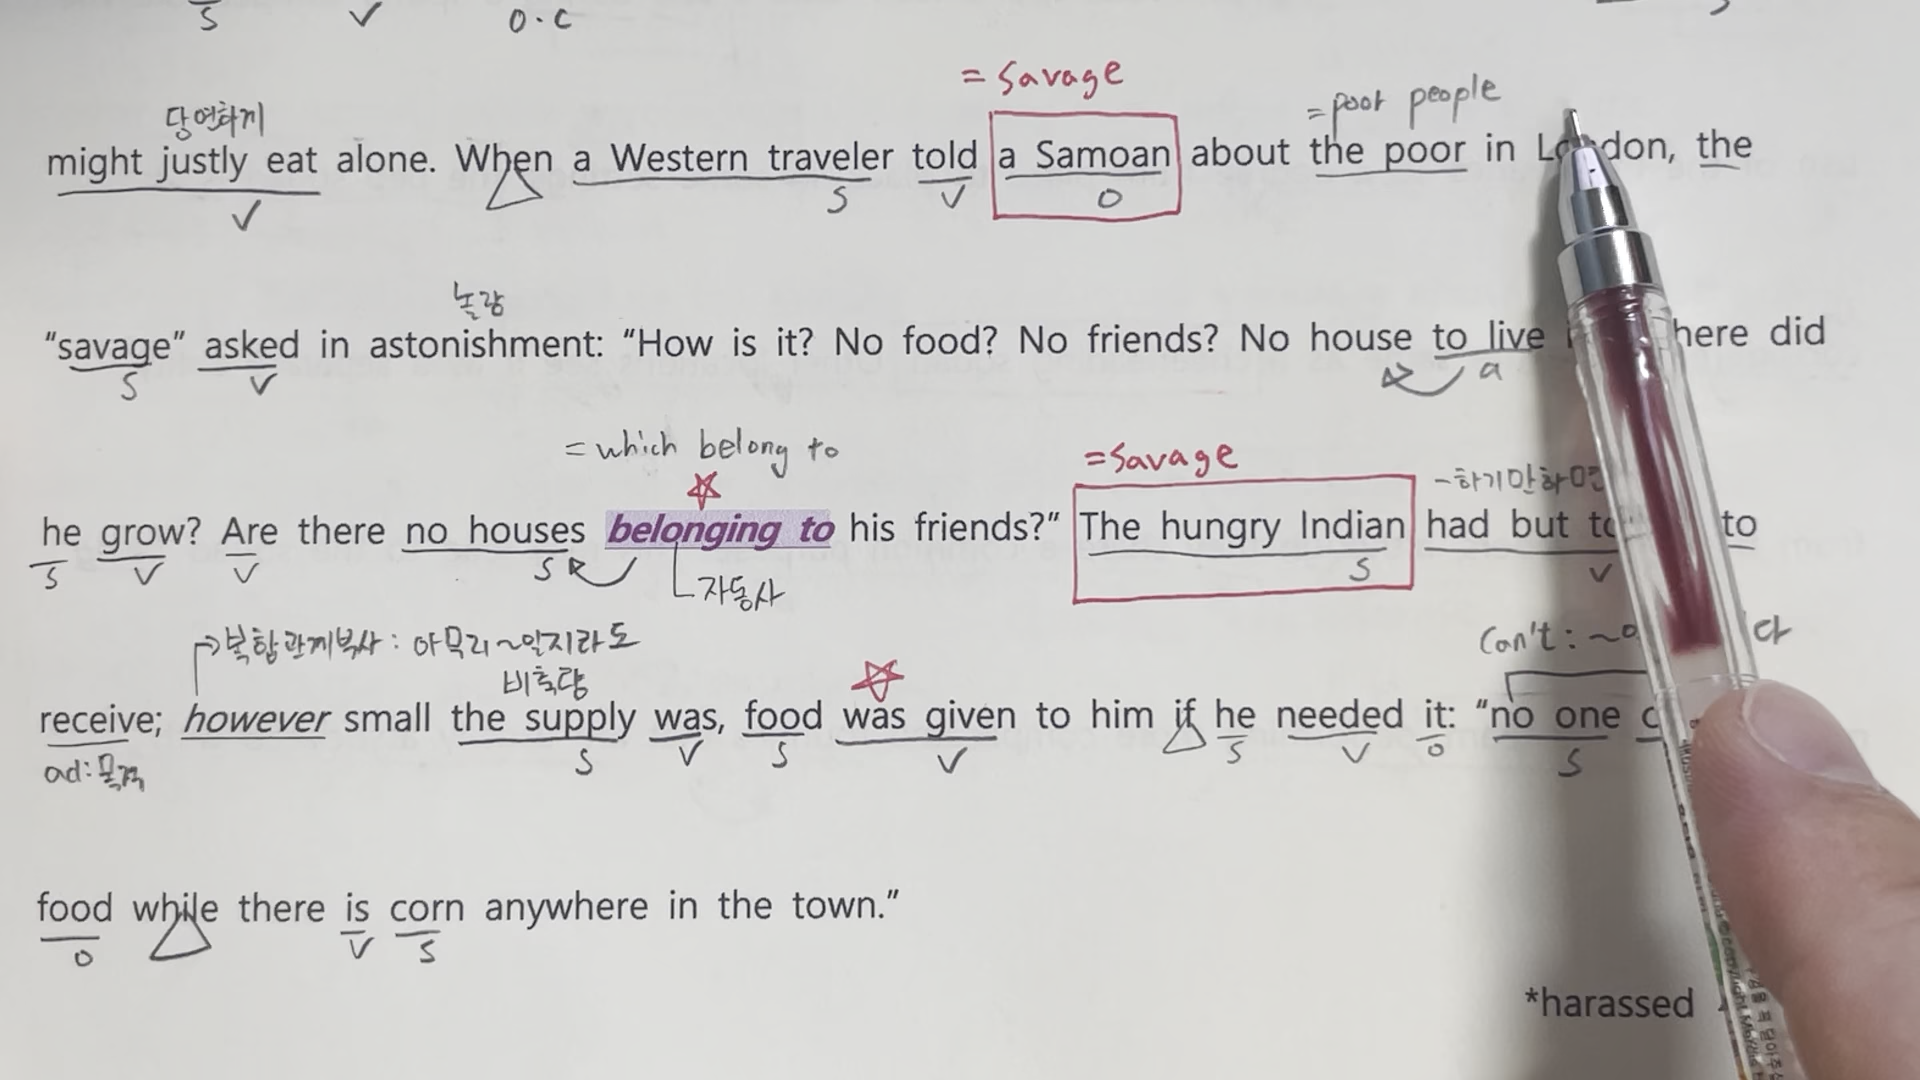 S V O·C
= Savage
당연하게 =poor people
might justly eat alone. When a Western traveler told a Samoan about the poor in London, the
V S V O
놀람
"savage" asked in astonishment: "How is it? No food? No friends? No house to live here did
S V a
= which belong to =Savage -하기만하면
he grow? Are there no houses belonging to his friends?" The hungry Indian had but to to
S V V S 자동사 S V
복합관계부사: 아무리~일지라도 Can't: ~ 다
비축량
receive; however small the supply was, food was given to him if he needed it: "no one
ad:목적 S V S V S V O S
food while there is corn anywhere in the town."
O V S
*harassed